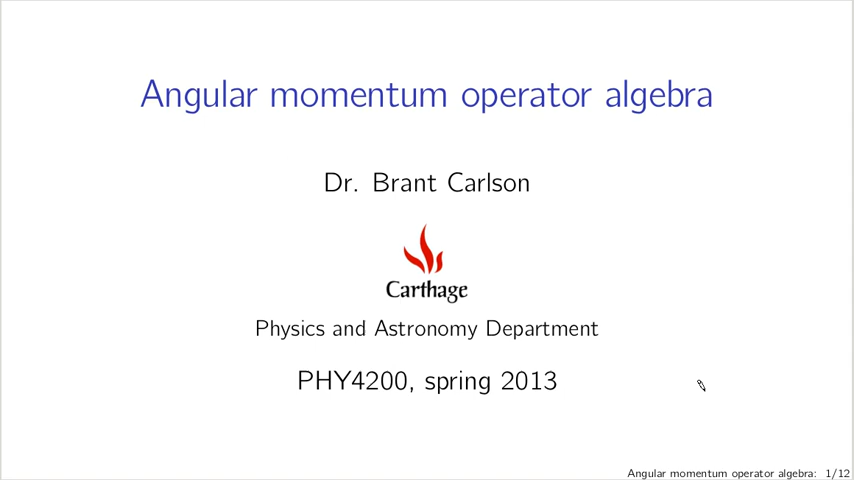 Angular momentum operator algebra
Dr. Brant Carlson
Carthage
Physics and Astronomy Department
PHY4200, spring 2013
Angular momentum operator algebra: 1/12